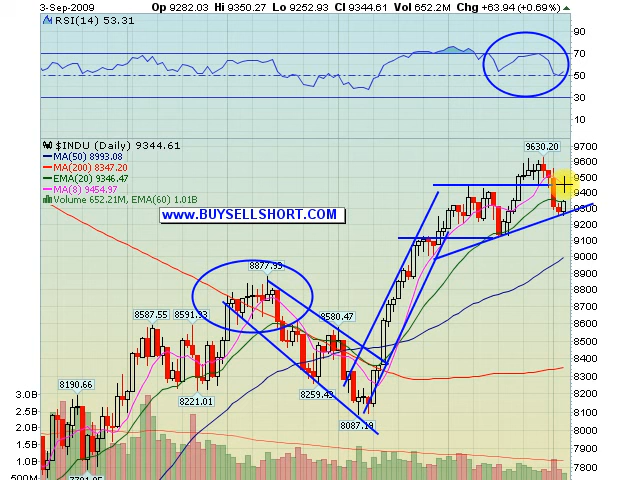 3-Sep-2009 Op 9282.03 Hi 9350.27 Lo 9252.93 Cl 9344.61 Vol 652.2M Chg +63.94 (+0.69%)
RSI(14) 53.31
90
70
50
30
10
$INDU (Daily) 9344.61
MA(50) 8993.08
MA(200) 8347.20
EMA(20) 9346.47
MA(8) 9454.97
Volume 652.21M, EMA(60) 1.01B
WWW.BUYSELLSHORT.COM
9630.20
8877.93
8587.55
8591.93
8580.47
8190.66
8221.01
8259.43
8087.19
9700
9600
9500
9400
9300
9200
9100
9000
8900
8800
8700
8600
8500
8400
8300
8200
8100
8000
7900
7800
3.0B
2.5B
2.0B
1.5B
1.0B
500M